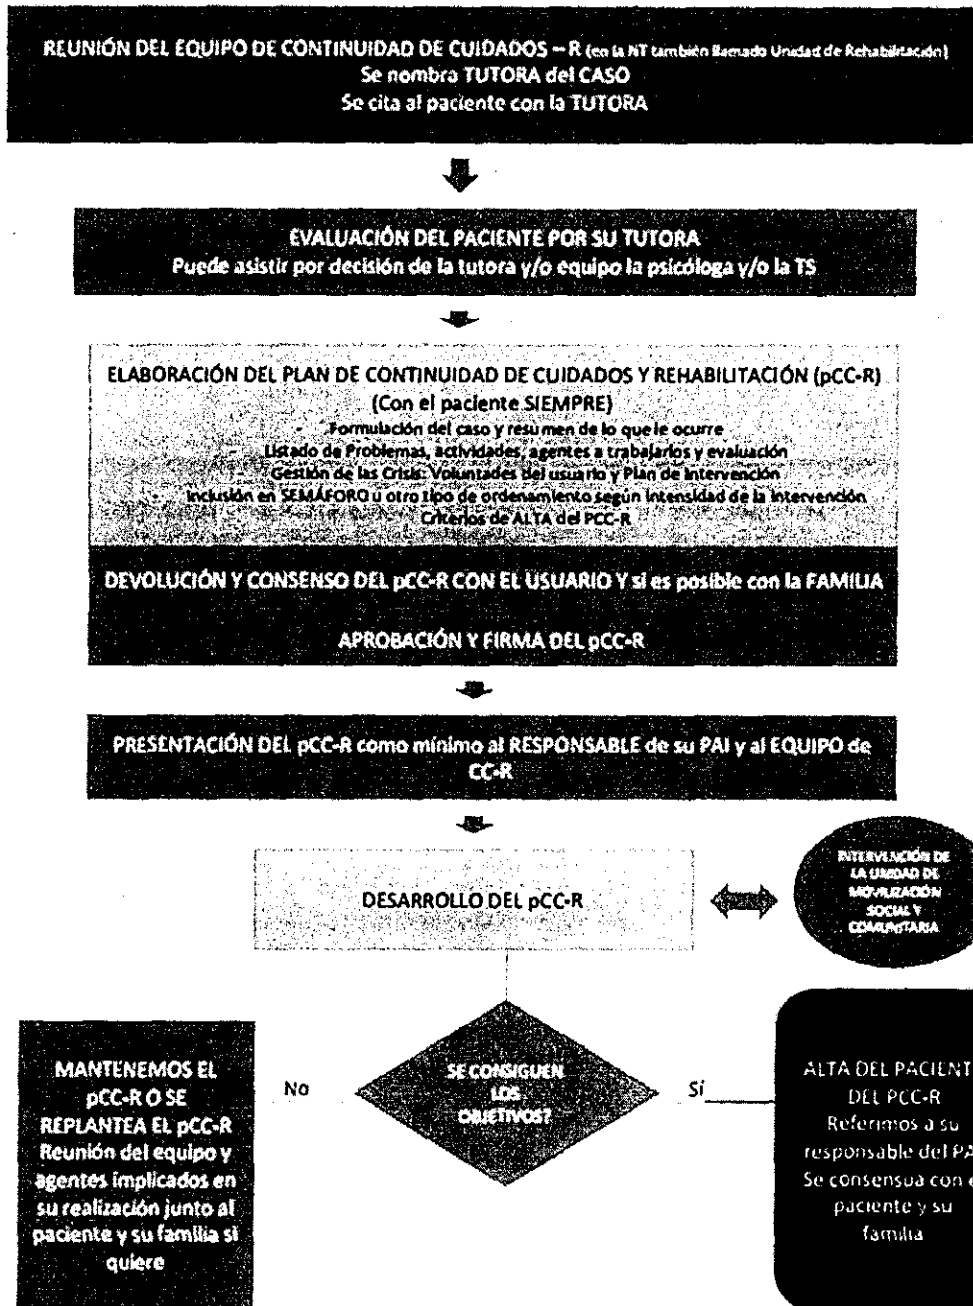 REUNIÓN DEL EQUIPO DE CONTINUIDAD DE CUIDADOS – R (en la NT también llamado Unidad de Rehabilitación)
Se nombra TUTORA del CASO
Se cita al paciente con la TUTORA
EVALUACIÓN DEL PACIENTE POR SU TUTORA
Puede asistir por decisión de la tutora y/o equipo la psicóloga y/o la TS
ELABORACIÓN DEL PLAN DE CONTINUIDAD DE CUIDADOS Y REHABILITACIÓN (pCC-R)
(Con el paciente SIEMPRE)
- Formulación del caso y resumen de lo que le ocurre
- Listado de Problemas, actividades, agentes a trabajarlos y evaluación
- Gestión de las Crisis: Voluntades del usuario y Plan de Intervención
- Inclusión en SEMÁFORO u otro tipo de ordenamiento según intensidad de la intervención
- Criterios de ALTA del PCC-R
DEVOLUCIÓN Y CONSENSO DEL pCC-R CON EL USUARIO Y si es posible con la FAMILIA
APROBACIÓN Y FIRMA DEL pCC-R
PRESENTACIÓN DEL pCC-R como mínimo al RESPONSABLE de su PAI y al EQUIPO de
CC-R
DESARROLLO DEL pCC-R
INTERVENCIÓN DE
LA UNIDAD DE
MOVILIZACIÓN
SOCIAL Y
COMUNITARIA
SE CONSIGUEN
LOS
OBJETIVOS?
No
Sí
MANTENEMOS EL
pCC-R O SE
REPLANTEA EL pCC-R
Reunión del equipo y
agentes implicados en
su realización junto al
paciente y su familia si
quiere
ALTA DEL PACIENT
DEL PCC-R
Referimos a su
responsable del PA
Se consensua con e
paciente y su
familia